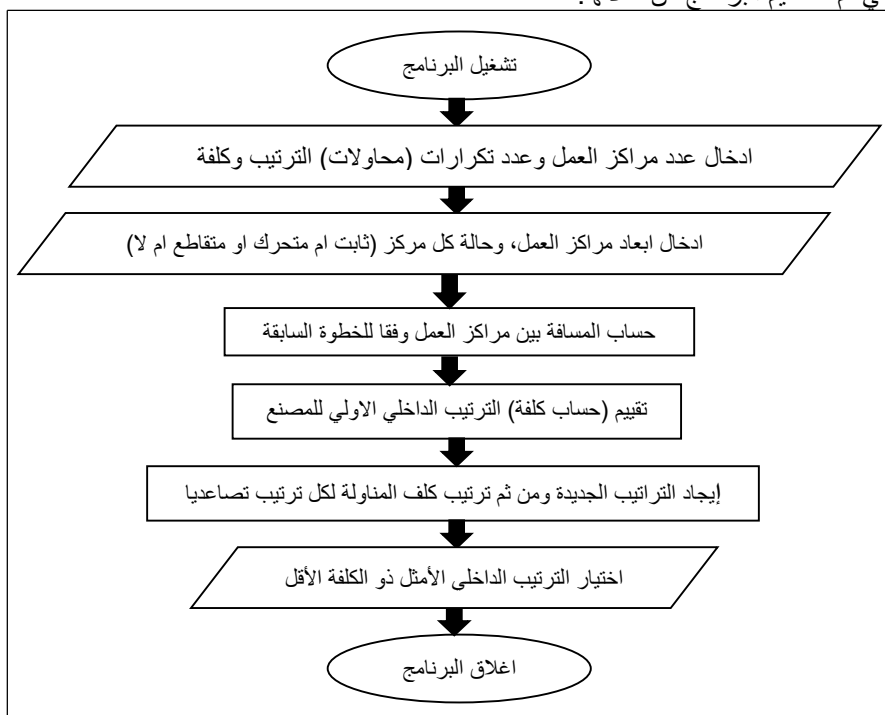 تشغيل البرنامج
ادخال عدد مراكز العمل وعدد تكرارات (محاولات) الترتيب وكلفة
ادخال ابعاد مراكز العمل، وحالة كل مركز (ثابت ام متحرك او متقاطع ام لا)
حساب المسافة بين مراكز العمل وفقا للخطوة السابقة
تقييم (حساب كلفة) الترتيب الداخلي الاولي للمصنع
إيجاد التراتيب الجديدة ومن ثم ترتيب كلف المناولة لكل ترتيب تصاعديا
اختيار الترتيب الداخلي الأمثل ذو الكلفة الأقل
اغلاق البرنامج